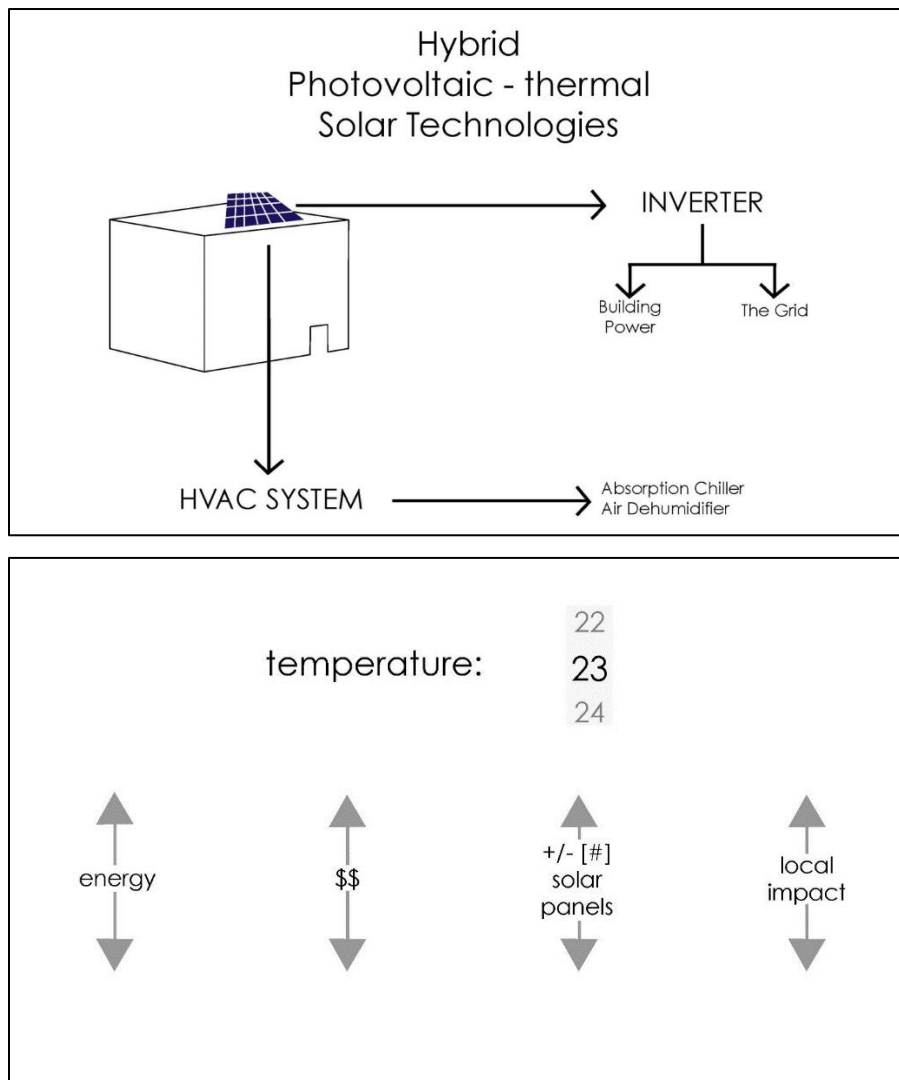 Hybrid
Photovoltaic - thermal
Solar Technologies
INVERTER
Building
Power
The Grid
HVAC SYSTEM
Absorption Chiller
Air Dehumidifier
22
temperature:
23
24
energy
$$
+/- [#]
solar
panels
local
impact